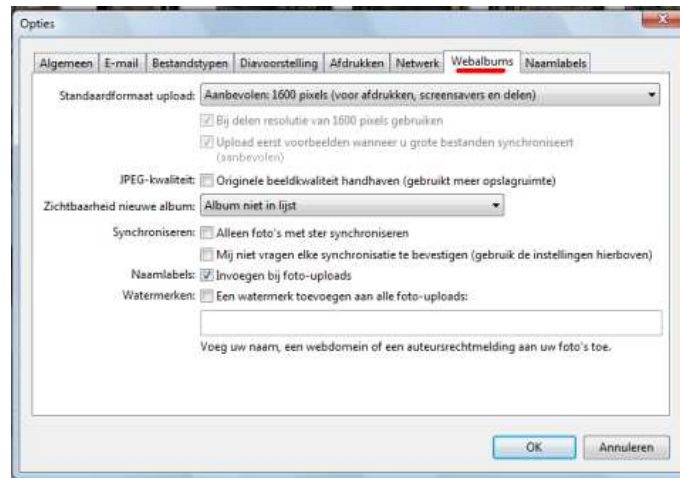 Opties
Algemeen E-mail Bestandstypen Diavoorstelling Afdrukken Netwerk Webalbums Naamlabels
Standaardformaat upload: Aanbevolen: 1600 pixels (voor afdrukken, screensavers en delen)
Bij delen resolutie van 1600 pixels gebruiken
Upload eerst voorbeelden wanneer u grote bestanden synchroniseert
(aanbevolen)
JPEG-kwaliteit: Originele beeldkwaliteit handhaven (gebruikt meer opslagruimte)
Zichtbaarheid nieuwe album: Album niet in lijst
Synchroniseren: Alleen foto's met ster synchroniseren
Mij niet vragen elke synchronisatie te bevestigen (gebruik de instellingen hierboven)
Naamlabels: Invoegen bij foto-uploads
Watermerken: Een watermerk toevoegen aan alle foto-uploads:
Voeg uw naam, een webdomein of een auteursrechtmelding aan uw foto's toe.
OK Annuleren